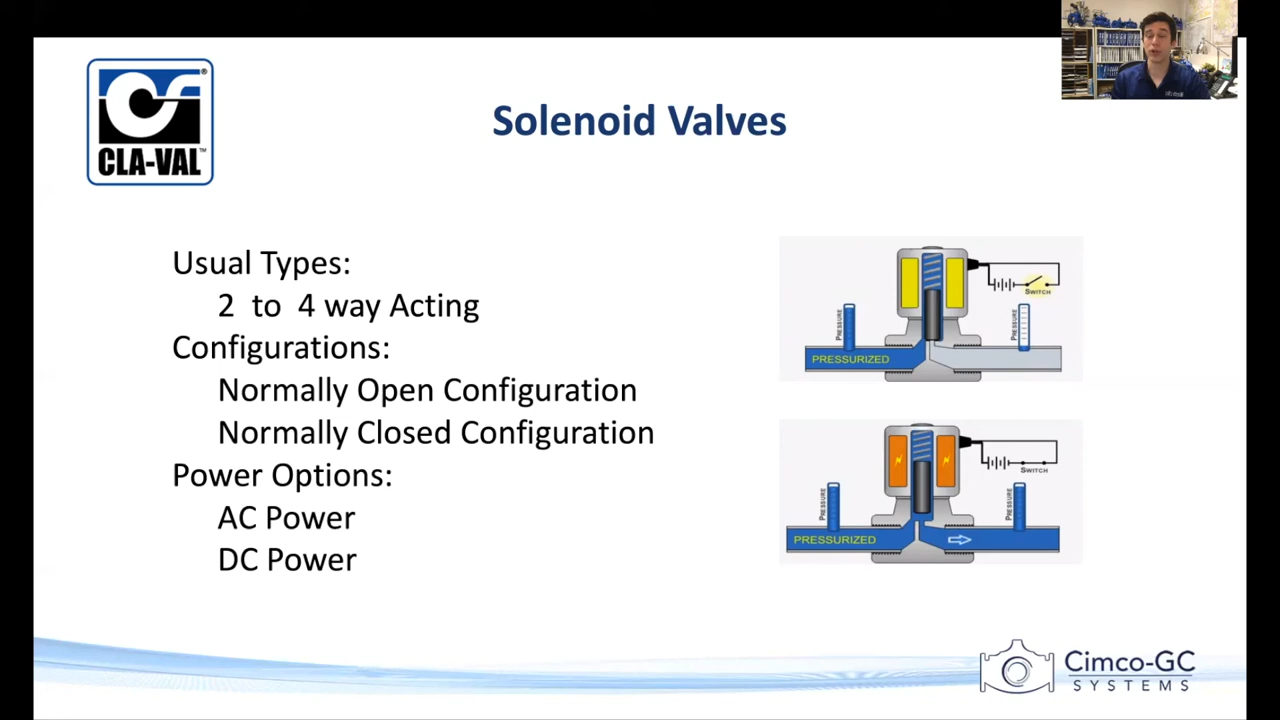 CLA-VAL™
®
Solenoid Valves
Usual Types:
2 to 4 way Acting
Configurations:
Normally Open Configuration
Normally Closed Configuration
Power Options:
AC Power
DC Power
PRESSURE
PRESSURE
SWITCH
PRESSURIZED
PRESSURE
PRESSURE
SWITCH
PRESSURIZED
Cimco-GC
SYSTEMS